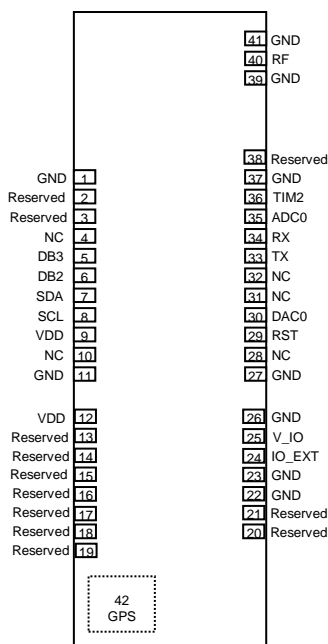 41 GND
40 RF
39 GND
38 Reserved
GND 1
37 GND
Reserved 2
36 TIM2
Reserved 3
35 ADC0
NC 4
34 RX
DB3 5
33 TX
DB2 6
32 NC
SDA 7
31 NC
SCL 8
30 DAC0
VDD 9
29 RST
NC 10
28 NC
GND 11
27 GND
VDD 12
26 GND
Reserved 13
25 V_IO
Reserved 14
24 IO_EXT
Reserved 15
23 GND
Reserved 16
22 GND
Reserved 17
21 Reserved
Reserved 18
20 Reserved
Reserved 19
42
GPS